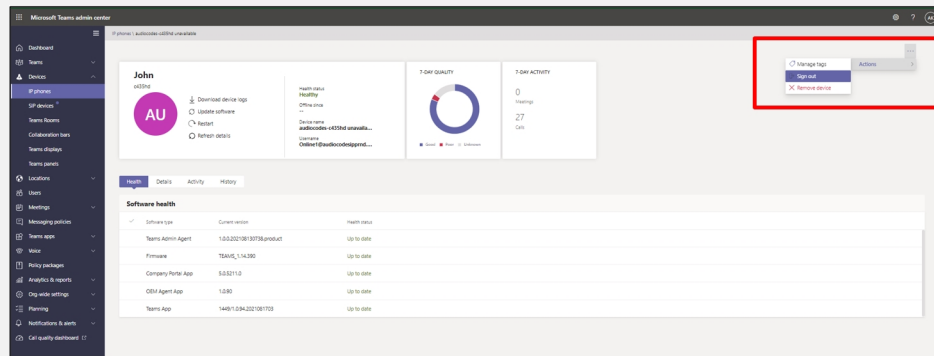 Microsoft Teams admin center
?
AK
Dashboard
Teams
Devices
IP phones
SIP devices
Teams Rooms
Collaboration bars
Teams displays
Teams panels
Locations
Users
Meetings
Messaging policies
Teams apps
Voice
Policy packages
Analytics & reports
Org-wide settings
Planning
Notifications & alerts
Call quality dashboard
IP phones \ audiocodes-c435hd unavailable
...
Manage tags
Actions
Sign out
Remove device
John
c435hd
AU
Download device logs
Update software
Restart
Refresh details
Health status
Healthy
Offline since
--
Device name
audiocodes-c435hd unavaila...
Username
Online1@audiocodesipprnd....
7-DAY QUALITY
Good
Poor
Unknown
7-DAY ACTIVITY
0
Meetings
27
Calls
Health
Details
Activity
History
Software health
Software type Current version Health status
Teams Admin Agent 1.0.0.202108130738.product Up to date
Firmware TEAMS_1.14.390 Up to date
Company Portal App 5.0.5211.0 Up to date
OEM Agent App 1.0.90 Up to date
Teams App 1449/1.0.94.2021061703 Up to date